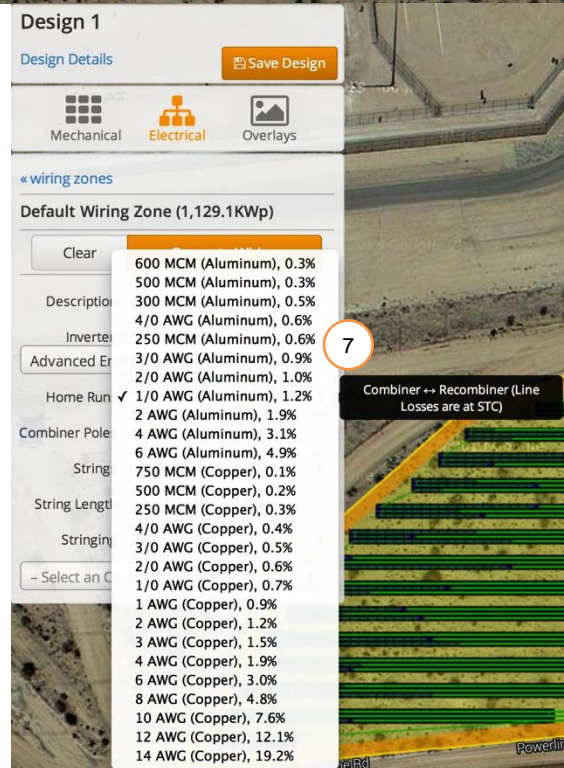 Design 1
Design Details
Save Design
Mechanical
Electrical
Overlays
« wiring zones
Default Wiring Zone (1,129.1KWp)
Clear
Description
Inverter
Advanced En
Home Runs
Combiner Poles
Strings
String Length
Stringing
– Select an
600 MCM (Aluminum), 0.3%
500 MCM (Aluminum), 0.3%
300 MCM (Aluminum), 0.5%
4/0 AWG (Aluminum), 0.6%
250 MCM (Aluminum), 0.6%
3/0 AWG (Aluminum), 0.9%
2/0 AWG (Aluminum), 1.0%
✓ 1/0 AWG (Aluminum), 1.2%
2 AWG (Aluminum), 1.9%
4 AWG (Aluminum), 3.1%
6 AWG (Aluminum), 4.9%
750 MCM (Copper), 0.1%
500 MCM (Copper), 0.2%
250 MCM (Copper), 0.3%
4/0 AWG (Copper), 0.4%
3/0 AWG (Copper), 0.5%
2/0 AWG (Copper), 0.6%
1/0 AWG (Copper), 0.7%
1 AWG (Copper), 0.9%
2 AWG (Copper), 1.2%
3 AWG (Copper), 1.5%
4 AWG (Copper), 1.9%
6 AWG (Copper), 3.0%
8 AWG (Copper), 4.8%
10 AWG (Copper), 7.6%
12 AWG (Copper), 12.1%
14 AWG (Copper), 19.2%
7
Combiner ↔ Recombiner (Line
Losses are at STC)
Rd
Powerlin